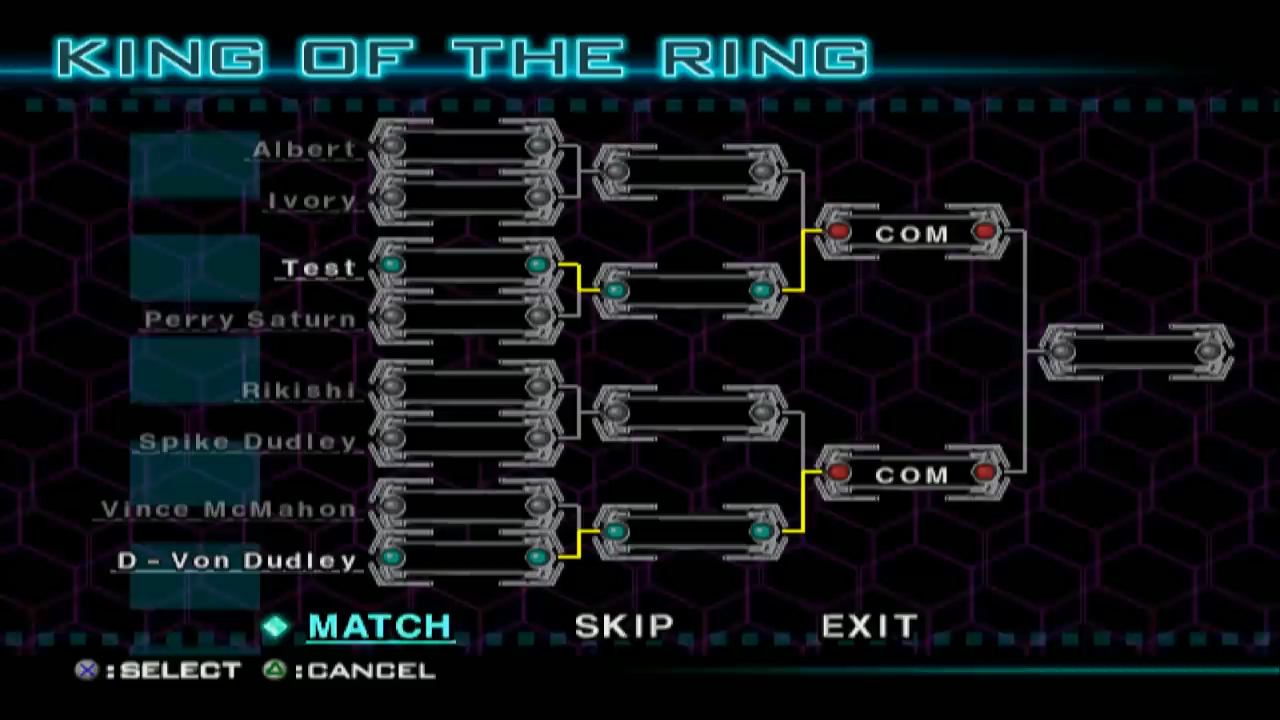 KING OF THE RING
Albert
Ivory
COM
Test
Perry Saturn
Rikishi
Spike Dudley
COM
Vince McMahon
D-Von Dudley
MATCH SKIP EXIT
:SELECT :CANCEL